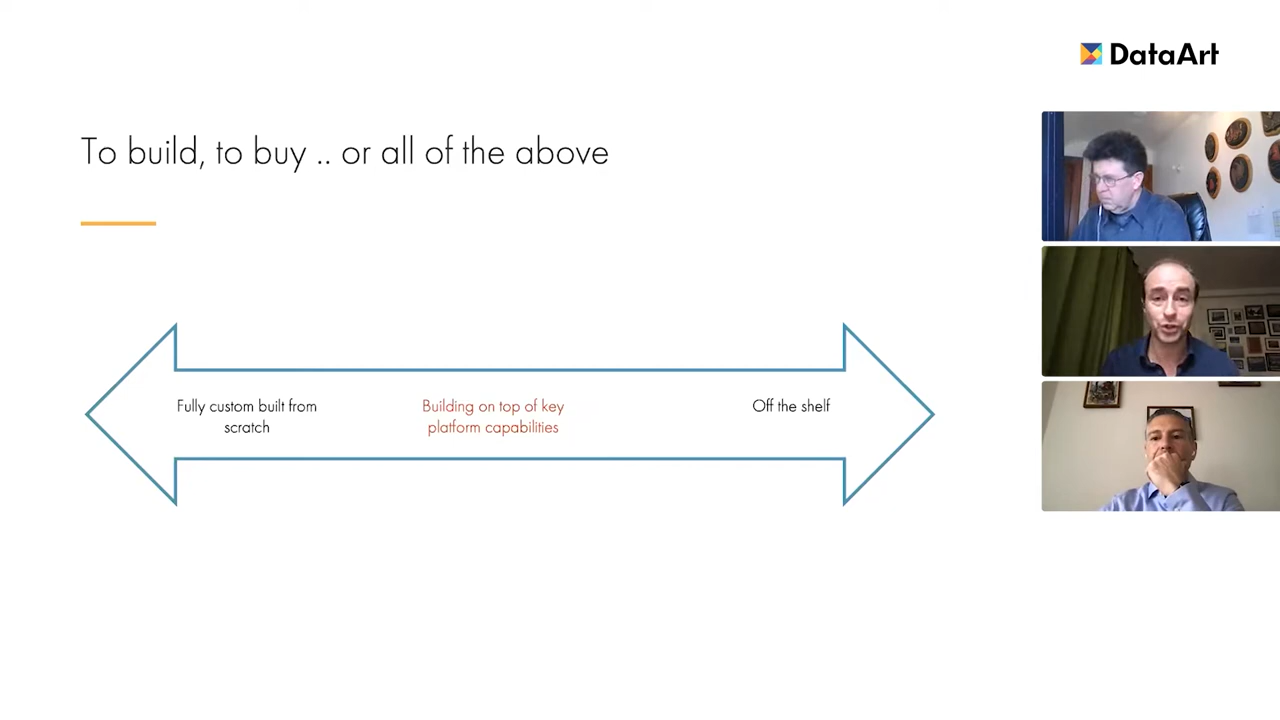 DataArt
To build, to buy .. or all of the above
Fully custom built from
scratch
Building on top of key
platform capabilities
Off the shelf